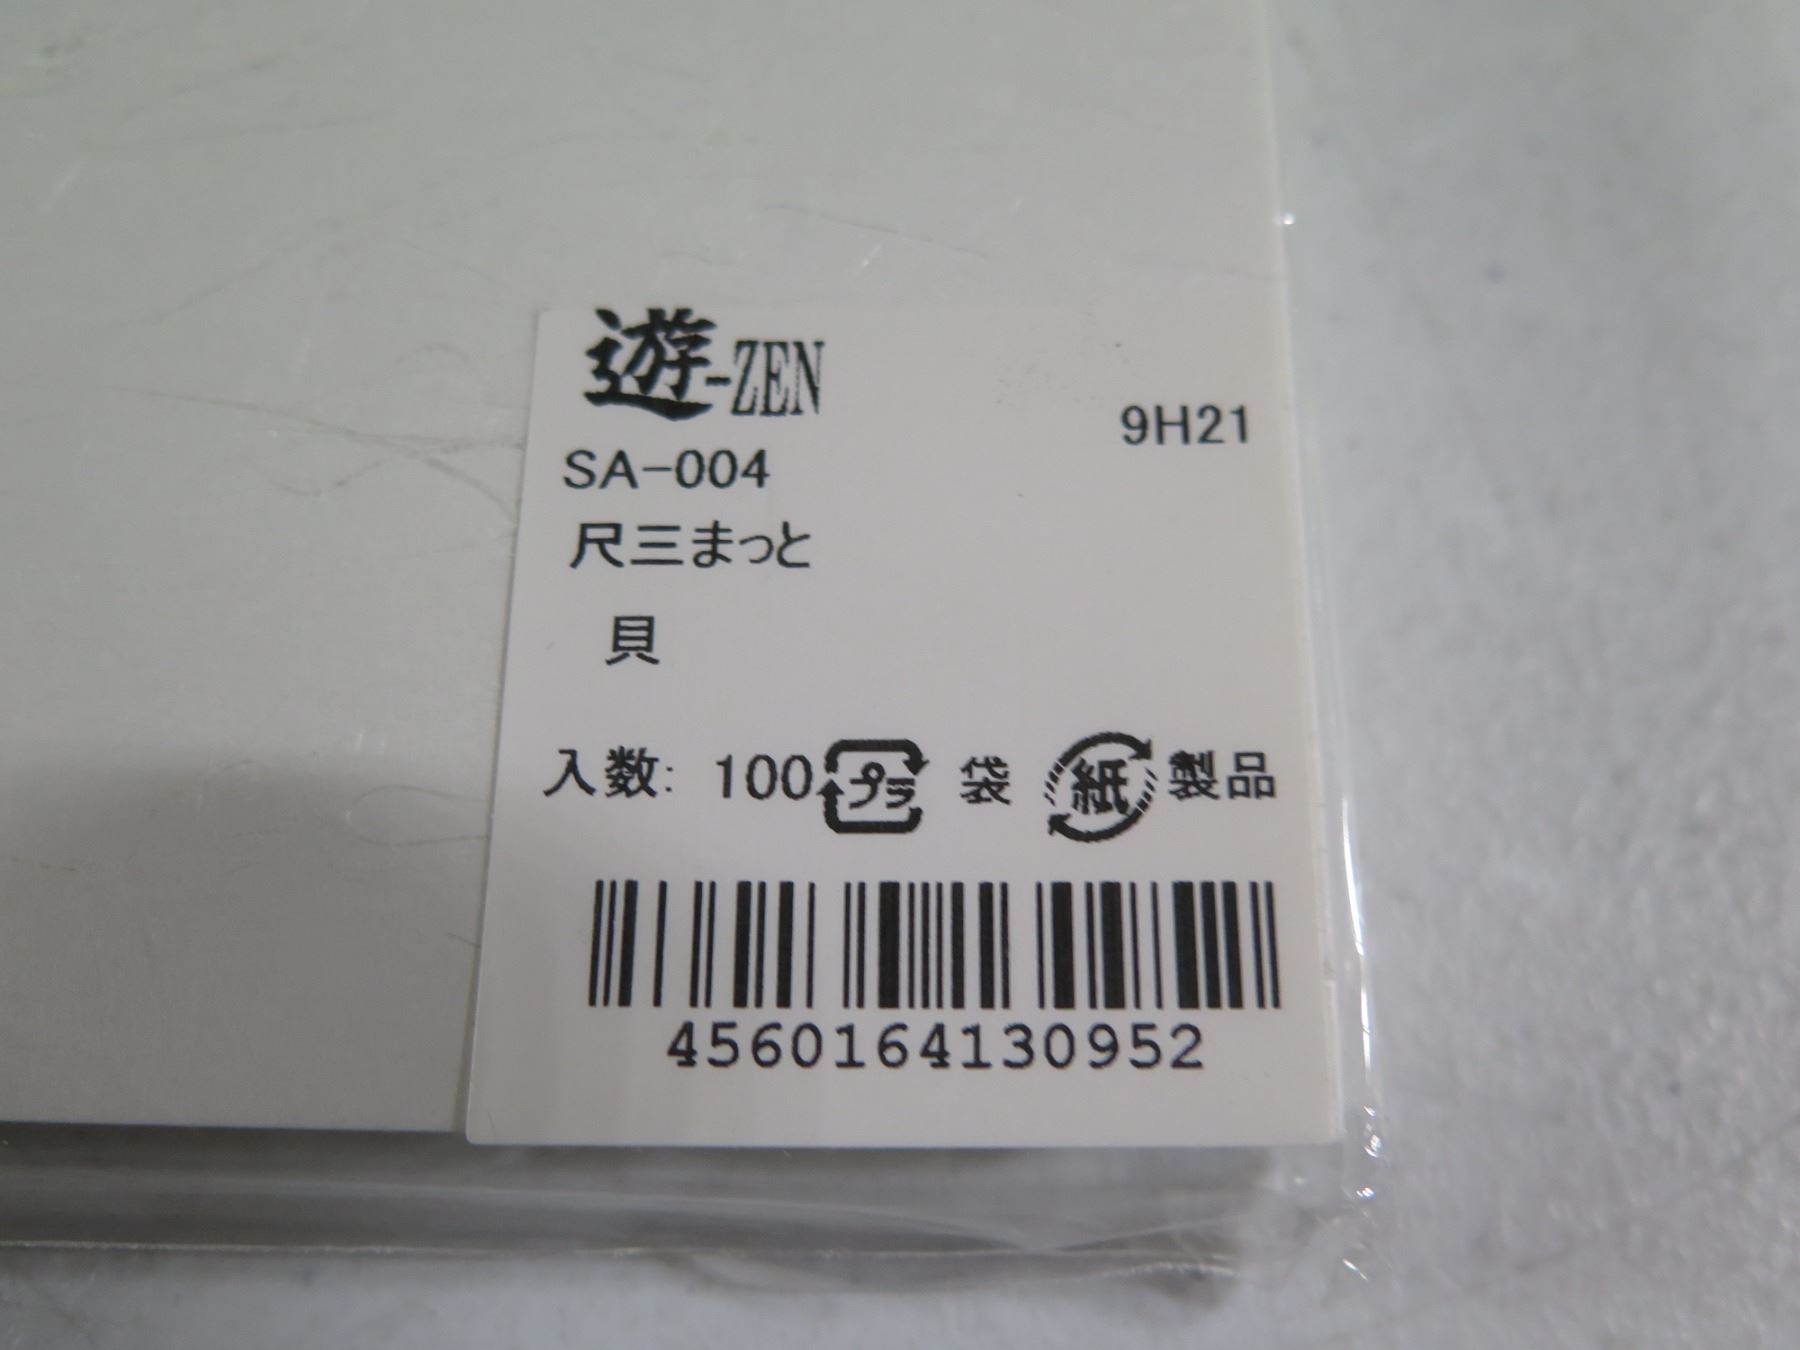 遊-ZEN
9H21
SA-004
尺三まっと
貝
入数: 100 プラ 袋 紙 製品
4560164130952